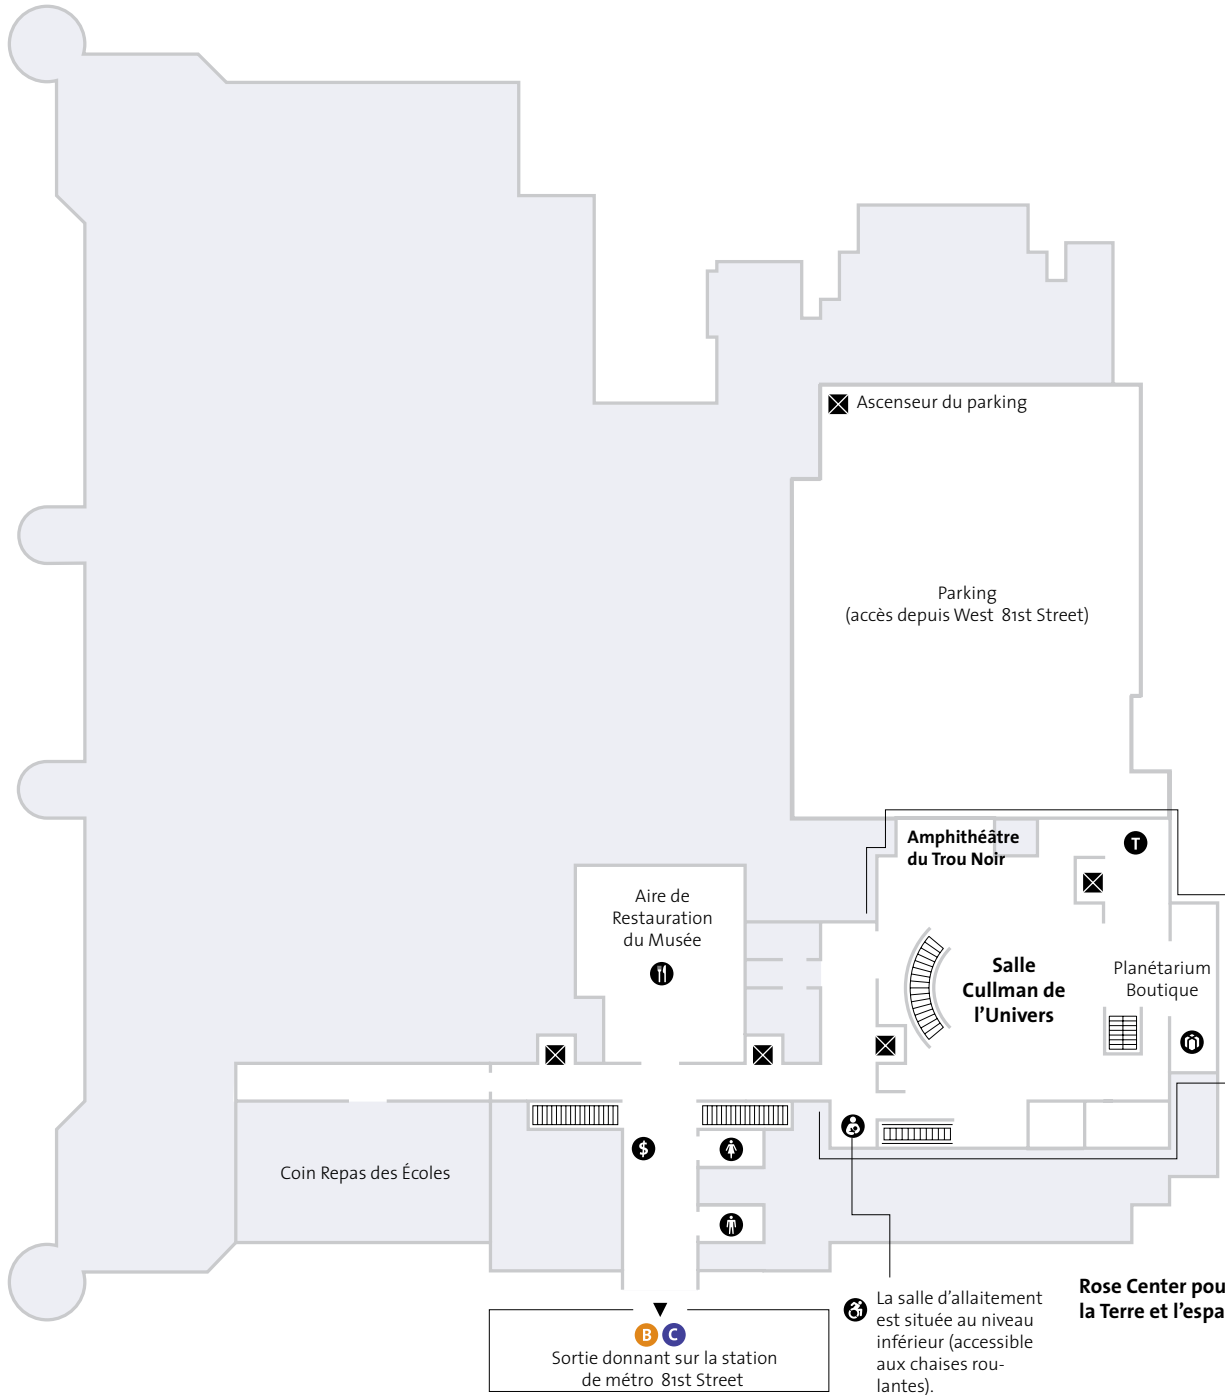 Ascenseur du parking
Parking
(accès depuis West 81st Street)
Amphithéâtre
du Trou Noir
T
Aire de
Restauration
du Musée
Salle
Cullman de
l'Univers
Planétarium
Boutique
$
Coin Repas des Écoles
B C
Sortie donnant sur la station
de métro 81st Street
La salle d'allaitement
est située au niveau
inférieur (accessible
aux chaises rou-
lantes).
Rose Center pou
la Terre et l'espa